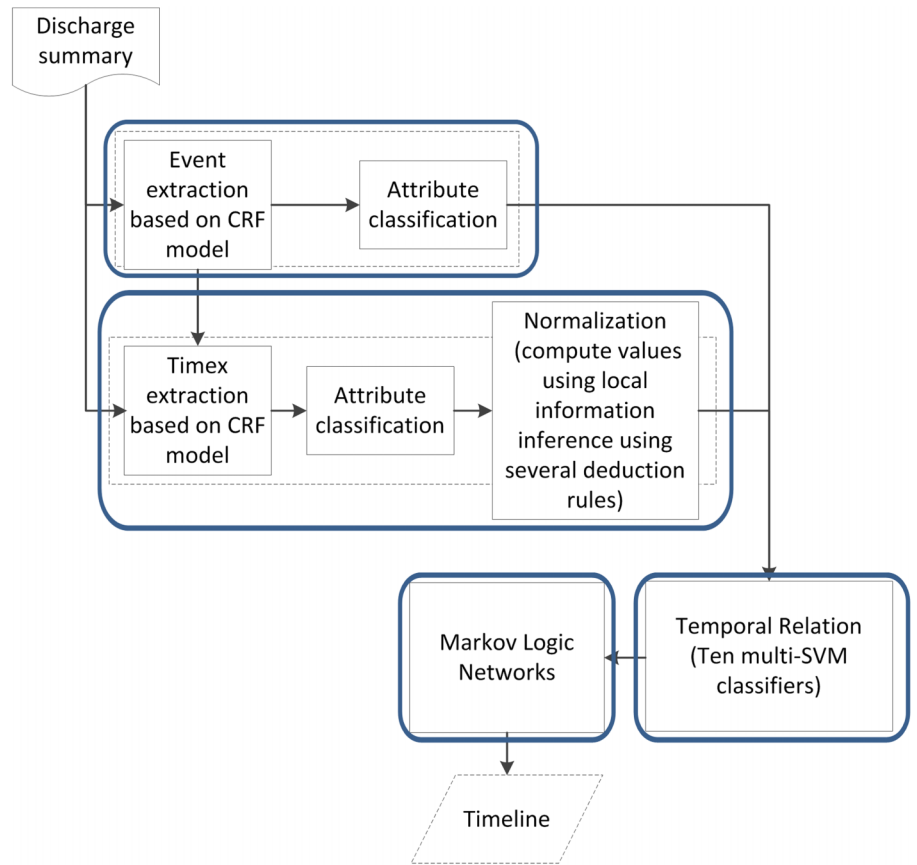 Discharge
summary
Event
extraction
based on CRF
model
Attribute
classification
Timex
extraction
based on CRF
model
Attribute
classification
Normalization
(compute values
using local
information
inference using
several deduction
rules)
Temporal Relation
(Ten multi-SVM
classifiers)
Markov Logic
Networks
Timeline